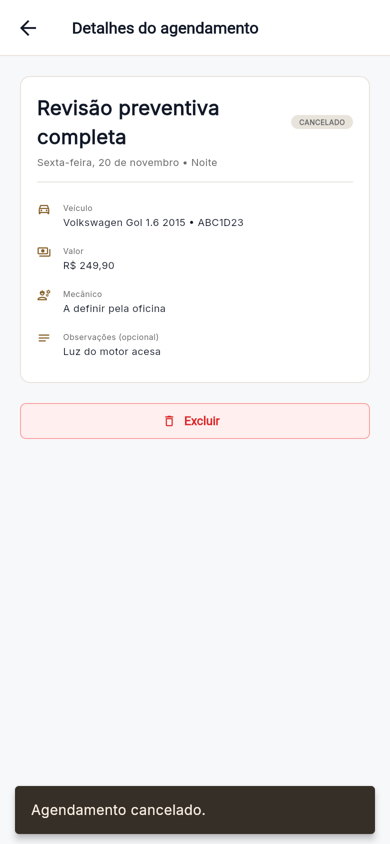 Detalhes do agendamento
Revisão preventiva
completa
CANCELADO
Sexta-feira, 20 de novembro • Noite
Veículo
Volkswagen Gol 1.6 2015 • ABC1D23
Valor
R$ 249,90
Mecânico
A definir pela oficina
Observações (opcional)
Luz do motor acesa
Excluir
Agendamento cancelado.